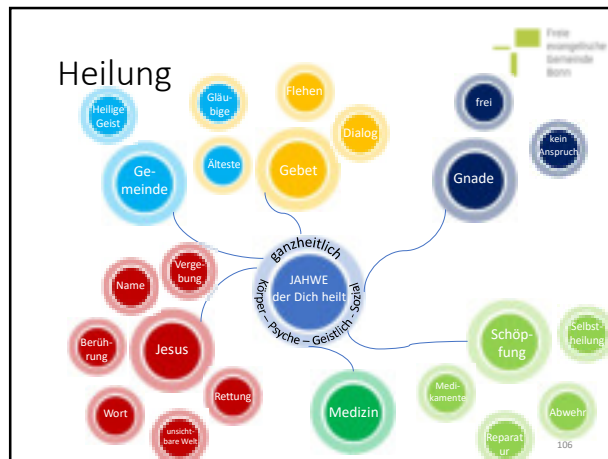 Heilung
Freie
evangelische
Gemeinde
Bonn
Heilige
Geist
Gläu-
bige
Flehen
Dialog
Älteste
Ge-
meinde
Gebet
frei
kein
Anspruch
Gnade
ganzheitlich
JAHWE
der Dich heilt
Körper – Psyche – Geistlich - Sozial
Name
Verge-
bung
Berüh-
rung
Jesus
Wort
unsicht-
bare Welt
Rettung
Medizin
Schöp-
fung
Selbst-
heilung
Medi-
kamente
Abwehr
Reparat
ur
106